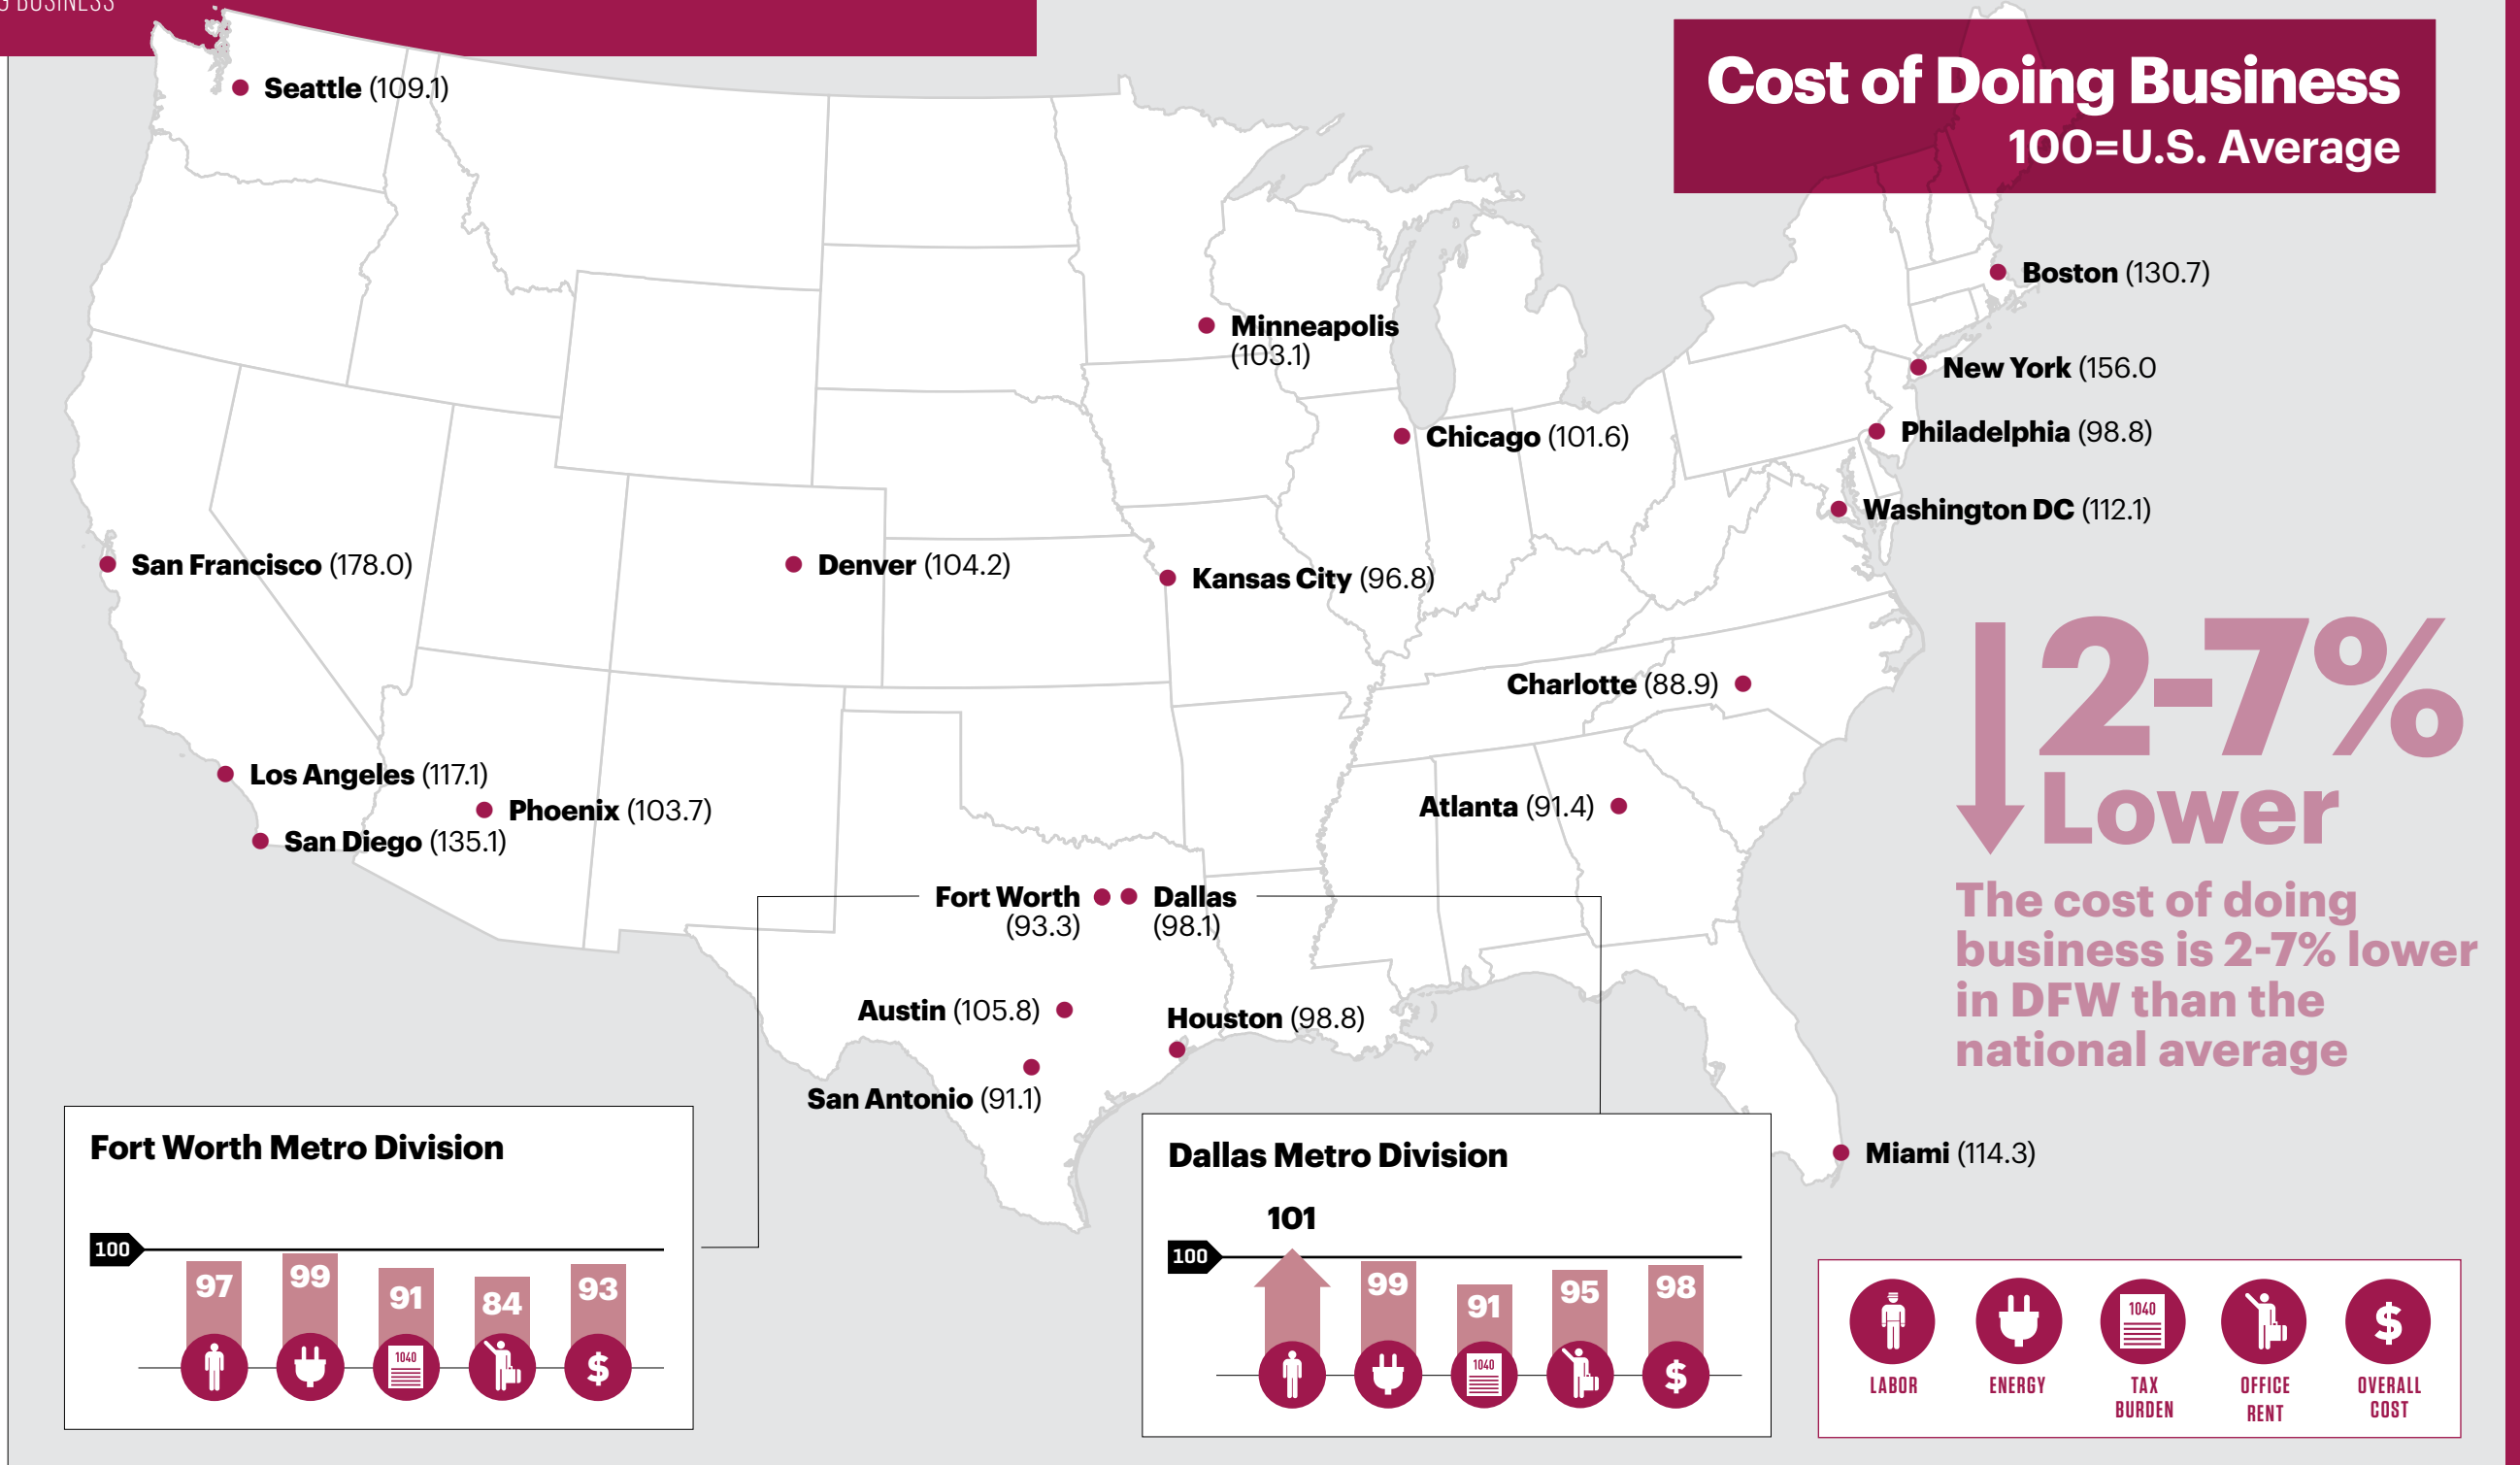 G BUSINESS
Cost of Doing Business
100=U.S. Average
Seattle (109.1)
Boston (130.7)
Minneapolis
(103.1)
New York (156.0
Chicago (101.6)
Philadelphia (98.8)
Washington DC (112.1)
San Francisco (178.0)
Denver (104.2)
Kansas City (96.8)
Charlotte (88.9)
Los Angeles (117.1)
Phoenix (103.7)
San Diego (135.1)
Atlanta (91.4)
Fort Worth
(93.3)
Dallas
(98.1)
Austin (105.8)
Houston (98.8)
San Antonio (91.1)
Miami (114.3)
2-7%
Lower
The cost of doing
business is 2-7% lower
in DFW than the
national average
Fort Worth Metro Division
100
97
99
91
84
93
1040
$
Dallas Metro Division
101
100
99
91
95
98
1040
$
1040
$
LABOR
ENERGY
TAX
BURDEN
OFFICE
RENT
OVERALL
COST